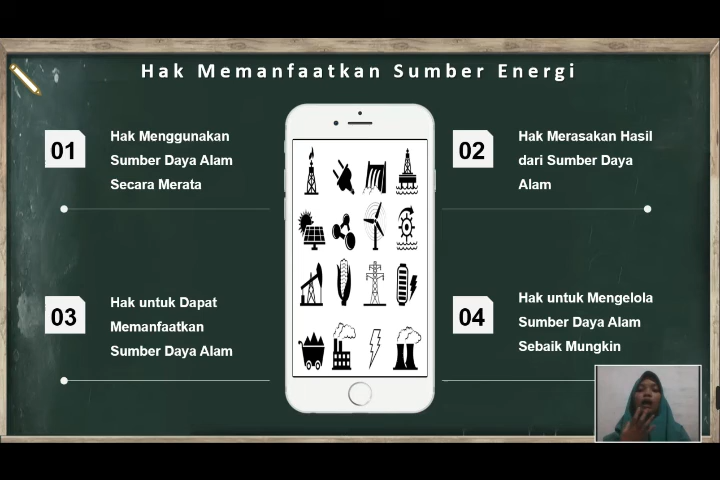 Hak Memanfaatkan Sumber Energi
01
Hak Menggunakan
Sumber Daya Alam
Secara Merata
02
Hak Merasakan Hasil
dari Sumber Daya
Alam
03
Hak untuk Dapat
Memanfaatkan
Sumber Daya Alam
04
Hak untuk Mengelola
Sumber Daya Alam
Sebaik Mungkin